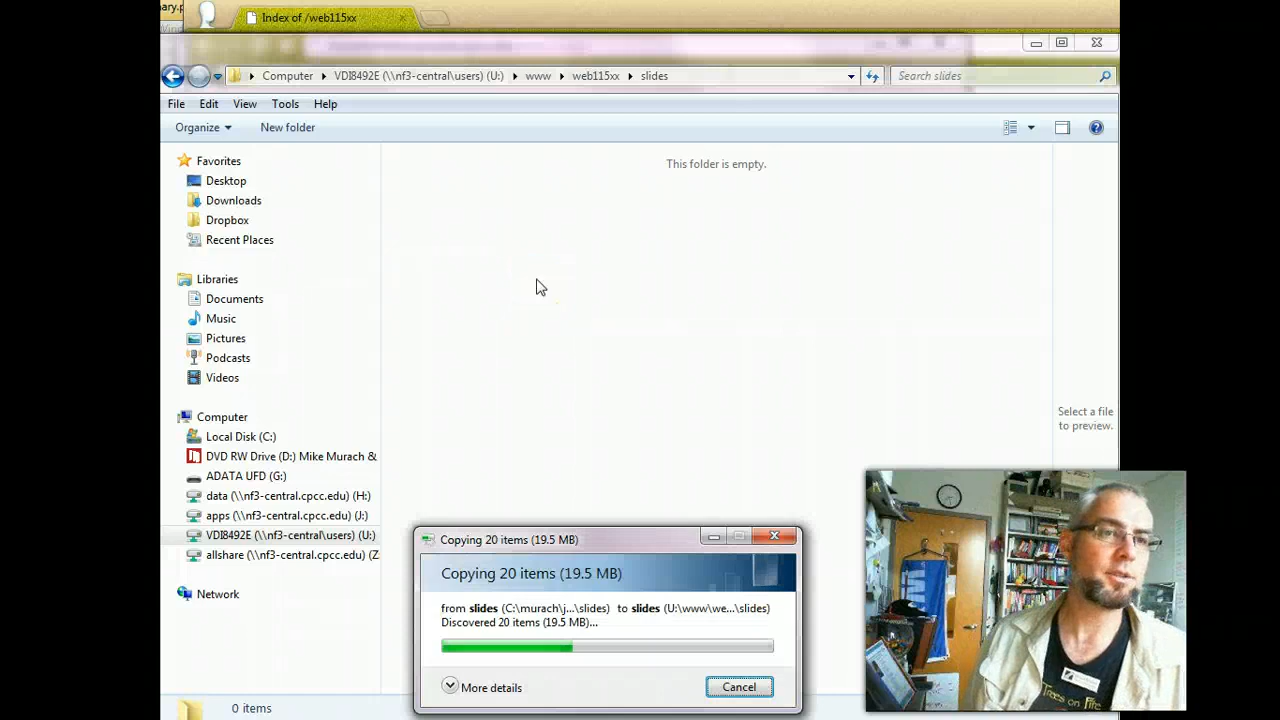 ary.p
Index of /web115xx
Computer VDI8492E (\\nf3-central\users) (U:) www web115xx slides Search slides
File Edit View Tools Help
Organize New folder
This folder is empty.
Favorites
Desktop
Downloads
Dropbox
Recent Places
Libraries
Documents
Music
Pictures
Podcasts
Videos
Select a file
to preview.
Computer
Local Disk (C:)
DVD RW Drive (D:) Mike Murach &
ADATA UFD (G:)
data (\\nf3-central.cpcc.edu) (H:)
apps (\\nf3-central.cpcc.edu) (J:)
VDI8492E (\\nf3-central\users) (U:)
allshare (\\nf3-central.cpcc.edu) (Z
Network
Copying 20 items (19.5 MB)
Copying 20 items (19.5 MB)
from slides (C:\murach\j...\slides) to slides (U:\www\we...\slides)
Discovered 20 items (19.5 MB)...
More details Cancel
0 items
Trees on Fire